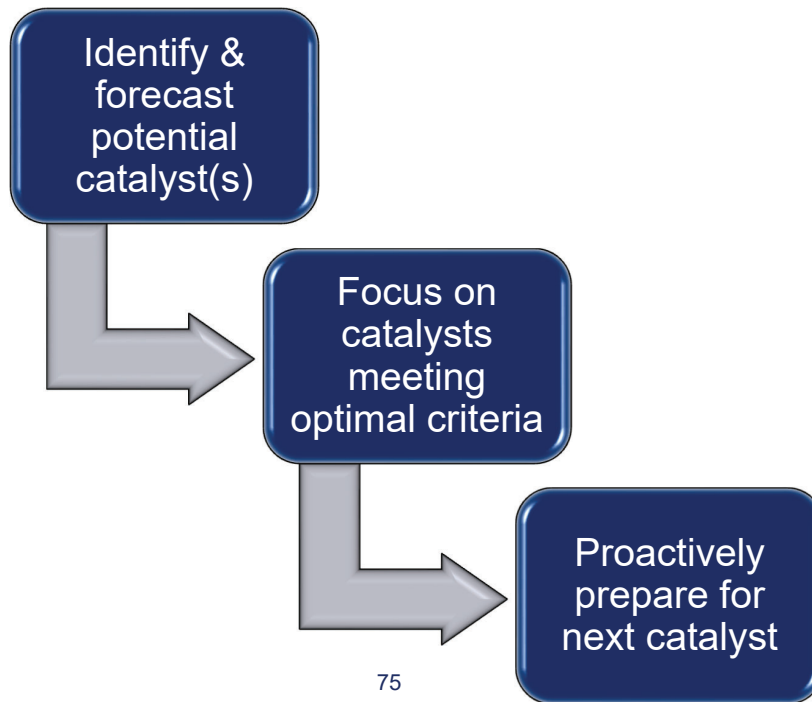 Identify &
forecast
potential
catalyst(s)
Focus on
catalysts
meeting
optimal criteria
Proactively
prepare for
next catalyst
75